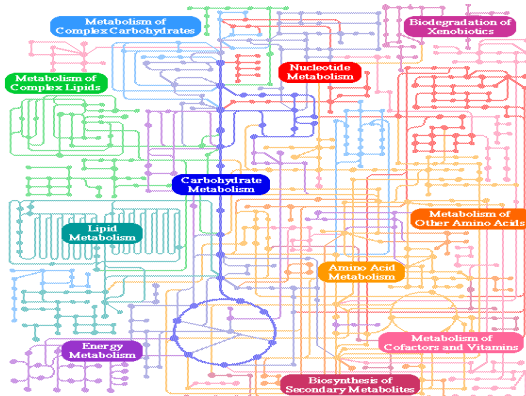 Metabolism of
Complex Carbohydrates
Biodegradation of
Xenobiotics
Nucleotide
Metabolism
Metabolism of
Complex Lipids
Carbohydrate
Metabolism
Metabolism of
Other Amino Acids
Lipid
Metabolism
Amino Acid
Metabolism
Metabolism of
Cofactors and Vitamins
Energy
Metabolism
Biosynthesis of
Secondary Metabolites